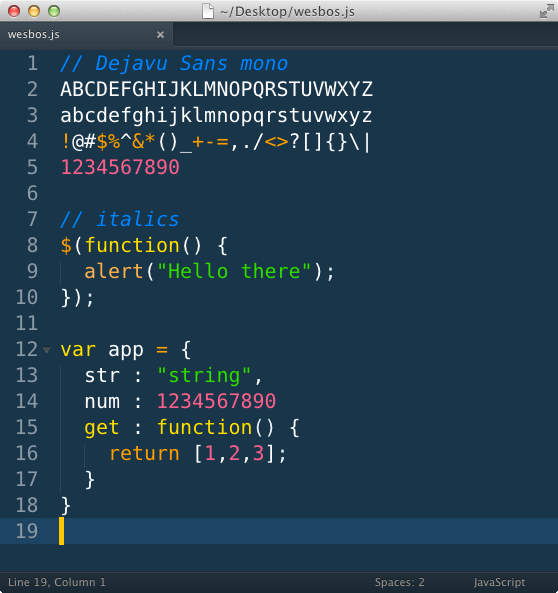 ~/Desktop/wesbos.js
wesbos.js ×
1 // Dejavu Sans mono
2 ABCDEFGHIJKLMNOPQRSTUVWXYZ
3 abcdefghijklmnopqrstuvwxyz
4 !@#$%^&*()_+-=,./<>?[]{}\|
5 1234567890
6
7 // italics
8 $(function() {
9   alert("Hello there");
10 });
11
12 var app = {
13   str : "string",
14   num : 1234567890
15   get : function() {
16     return [1,2,3];
17   }
18 }
19
Line 19, Column 1 Spaces: 2 JavaScript